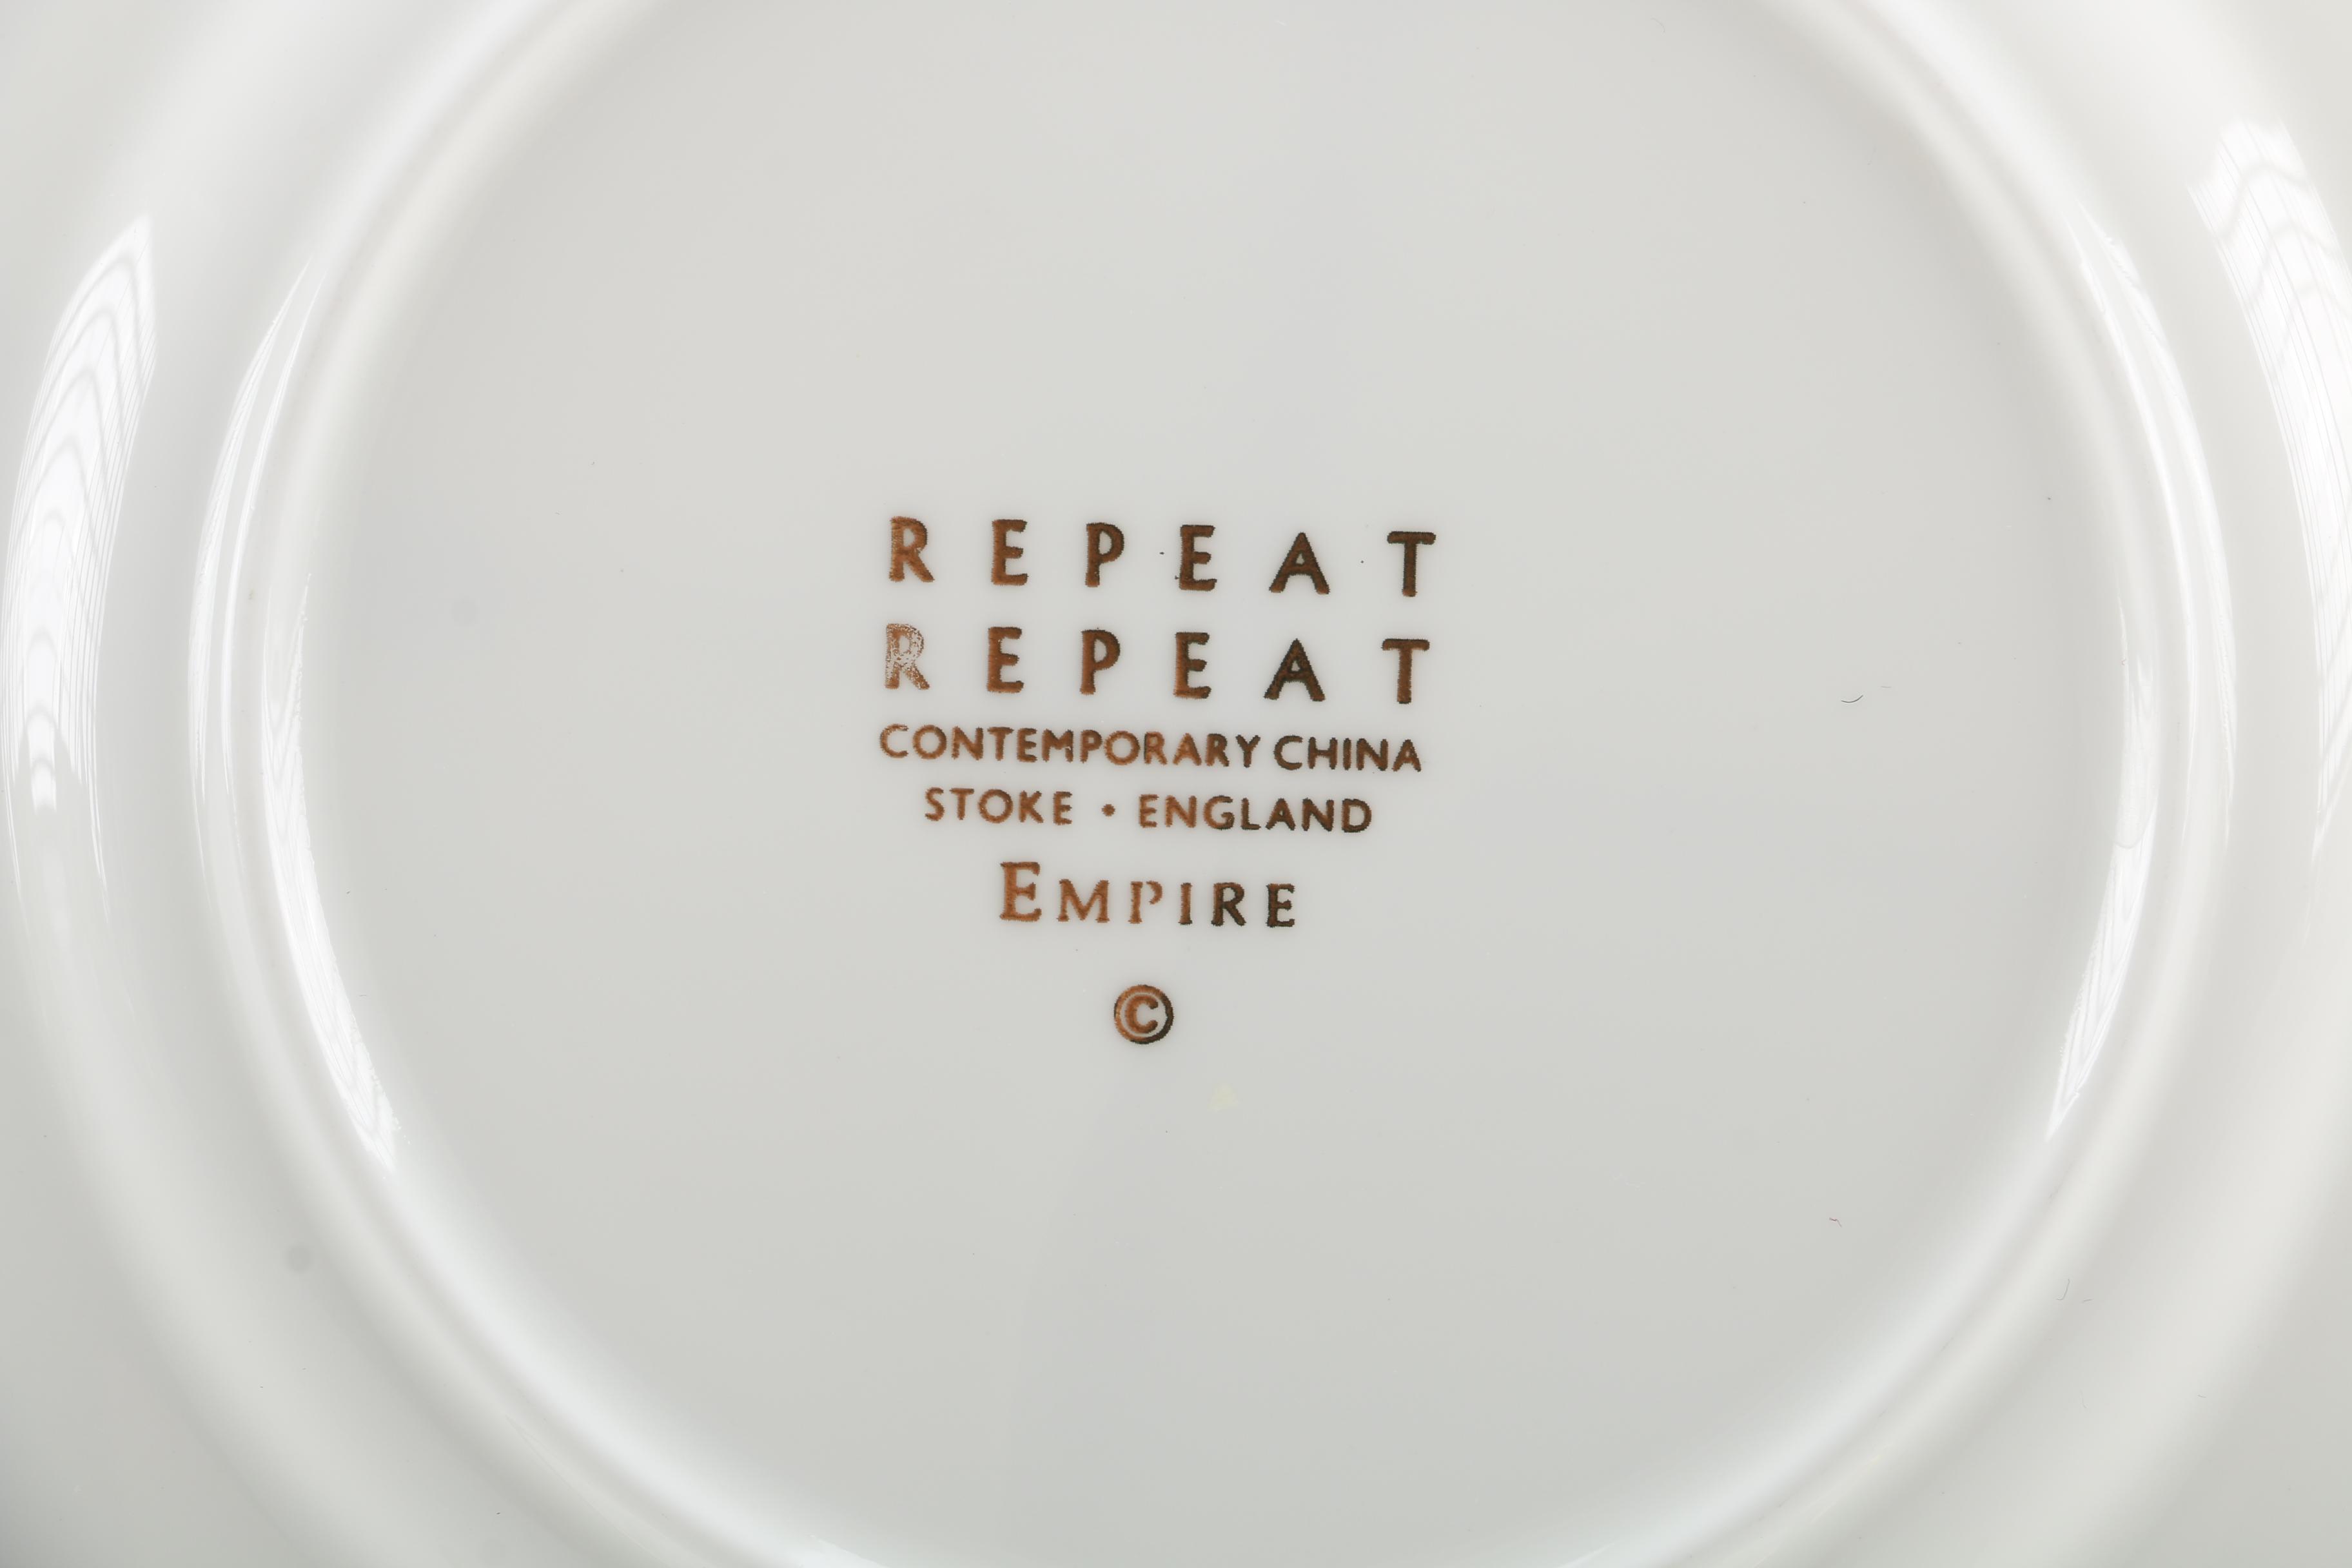 REPEAT
REPEAT
CONTEMPORARY CHINA
STOKE • ENGLAND
EMPIRE
©